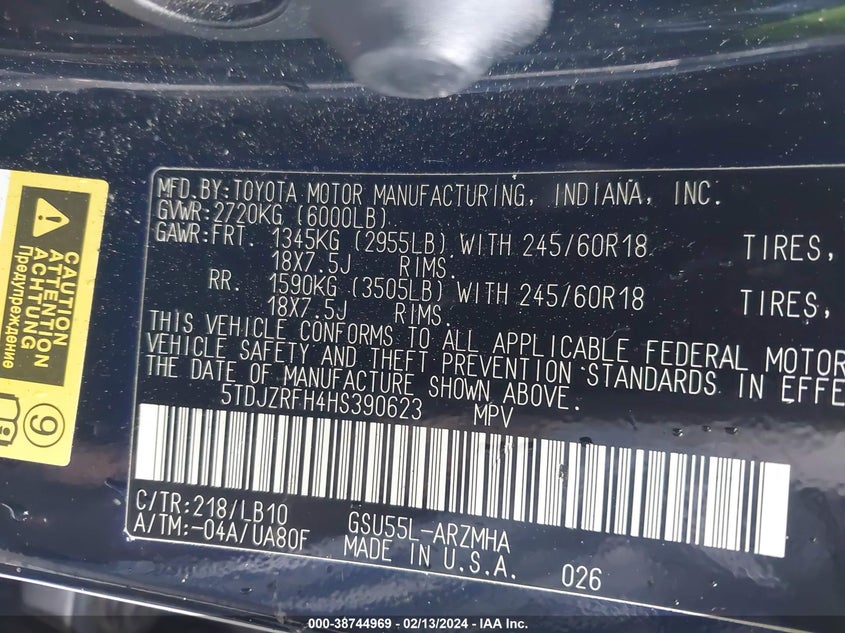 MFD.BY:TOYOTA MOTOR MANUFACTURING, INDIANA, INC.
GVWR:2720KG (6000LB)
GAWR:FRT. 1345KG (2955LB) WITH 245/60R18 TIRES,
18X7.5J RIMS.
RR. 1590KG (3505LB) WITH 245/60R18 TIRES,
18X7.5J RIMS.
THIS VEHICLE CONFORMS TO ALL APPLICABLE FEDERAL MOTOR
VEHICLE SAFETY AND THEFT PREVENTION STANDARDS IN EFFE
THE DATE OF MANUFACTURE SHOWN ABOVE.
5TDJZRFH4HS390623 MPV
C/TR:218/LB10 GSU55L-ARZMHA
A/TM:-04A/UA80F MADE IN U.S.A. 026
CAUTION
ATTENTION
ACHTUNG
Предупреждение
9
000-38744969 - 02/13/2024 - IAA Inc.